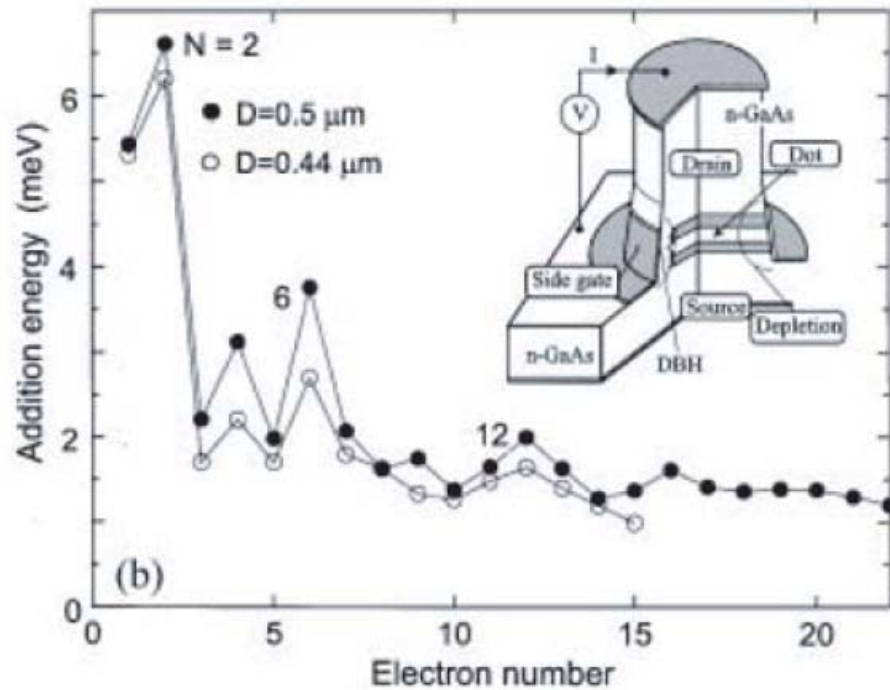 Addition energy (meV)
6
4
2
0
N = 2
D=0.5 μm
D=0.44 μm
6
12
(b)
0
5
10
15
20
Electron number
I
V
n-GaAs
Drain
Dot
Side gate
Source
Depletion
n-GaAs
DBH